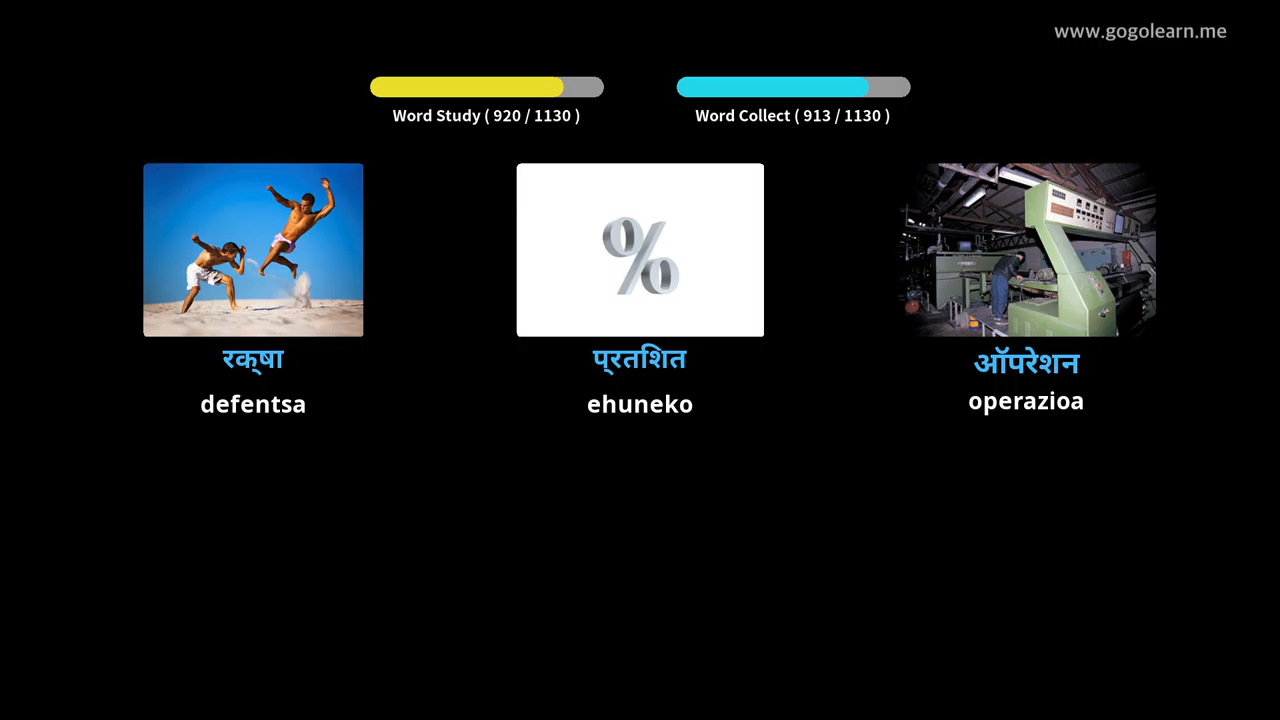 www.gogolearn.me
Word Study ( 920 / 1130 )
Word Collect ( 913 / 1130 )
%
रक्षा
प्रतिशत
ऑपरेशन
defentsa
ehuneko
operazioa